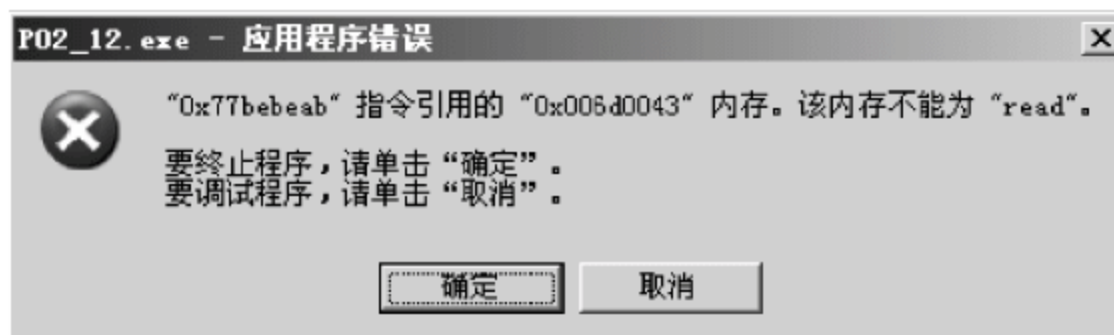 P02_12.exe - 应用程序错误
"0x77bebeab" 指令引用的 "0x006d0043" 内存。该内存不能为 "read"。
要终止程序，请单击“确定”。
要调试程序，请单击“取消”。
确定
取消